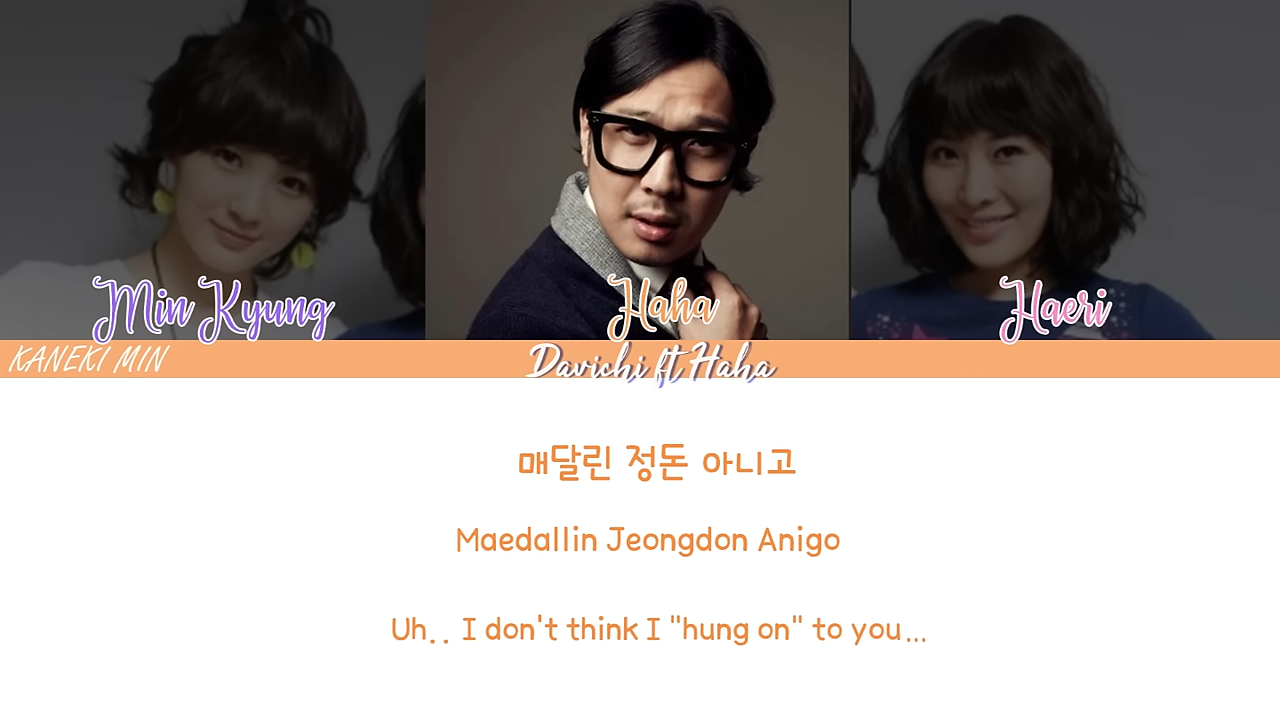 Min Kyung
Haha
Haeri
KANEKI MIN
Davichi ft Haha
매달린 정돈 아니고
Maedallin Jeongdon Anigo
Uh.. I don't think I "hung on" to you...